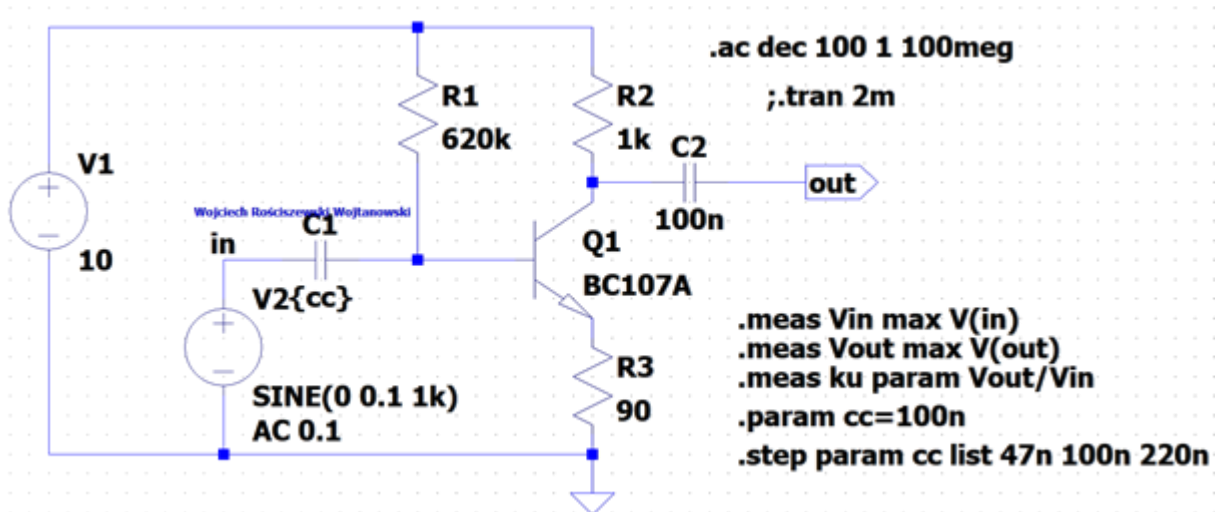 .ac dec 100 1 100meg
;.tran 2m
R1
620k
R2
1k
C2
100n
out
V1
10
Wojciech Rościszewski Wojtanowski
C1
in
V2
{cc}
Q1
BC107A
SINE(0 0.1 1k)
AC 0.1
R3
90
.meas Vin max V(in)
.meas Vout max V(out)
.meas ku param Vout/Vin
.param cc=100n
.step param cc list 47n 100n 220n